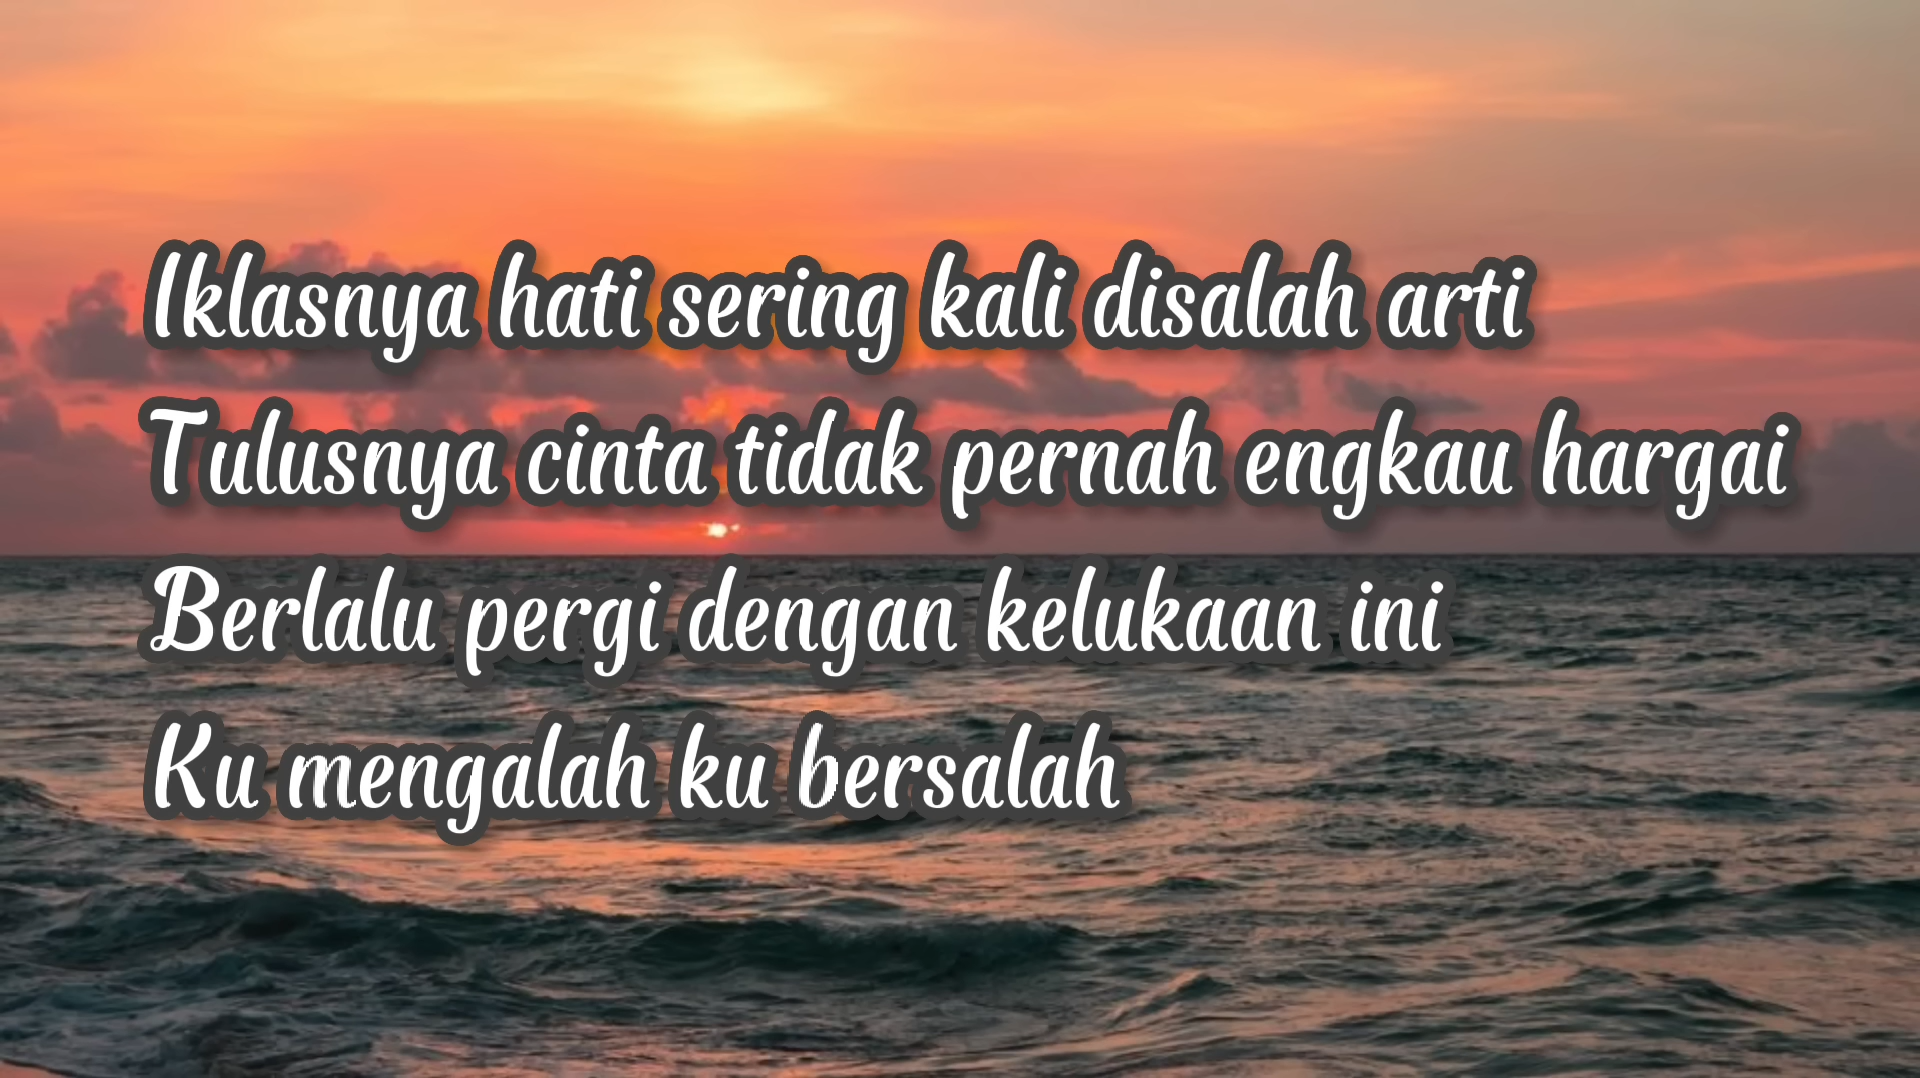 Iklasnya hati sering kali disalah arti
Tulusnya cinta tidak pernah engkau hargai
Berlalu pergi dengan kelukaan ini
Ku mengalah ku bersalah